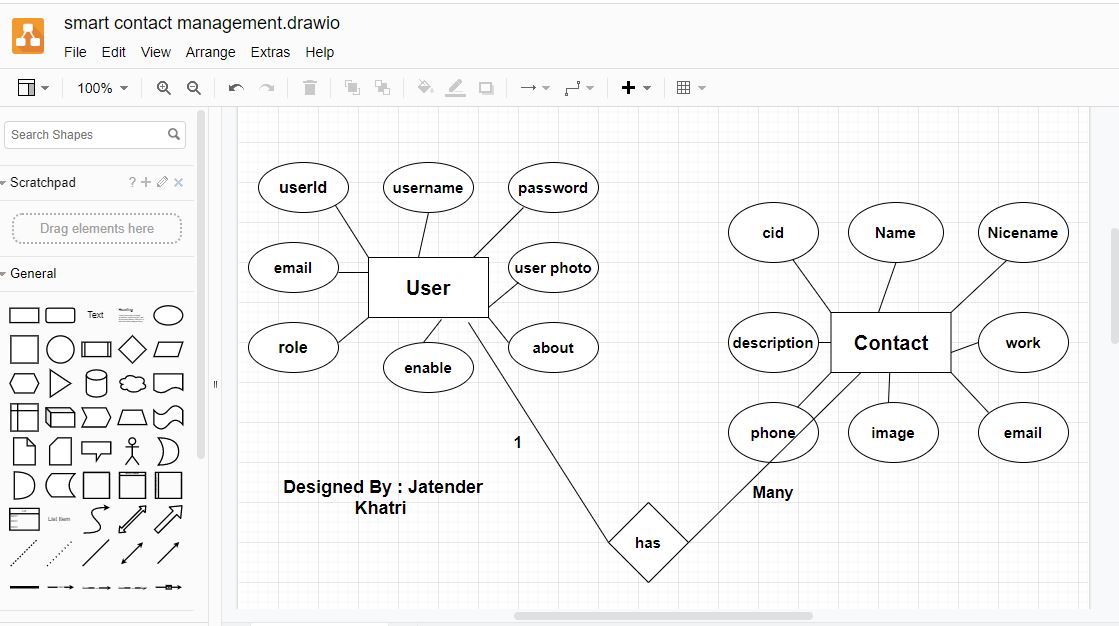 smart contact management.drawio
File Edit View Arrange Extras Help
100%
Search Shapes
Scratchpad ?
Drag elements here
General
Text
Heading
List Item
userId username password
email user photo
User
role enable about
cid Name Nicename
description Contact work
phone image email
1
Many
Designed By : Jatender
Khatri
has